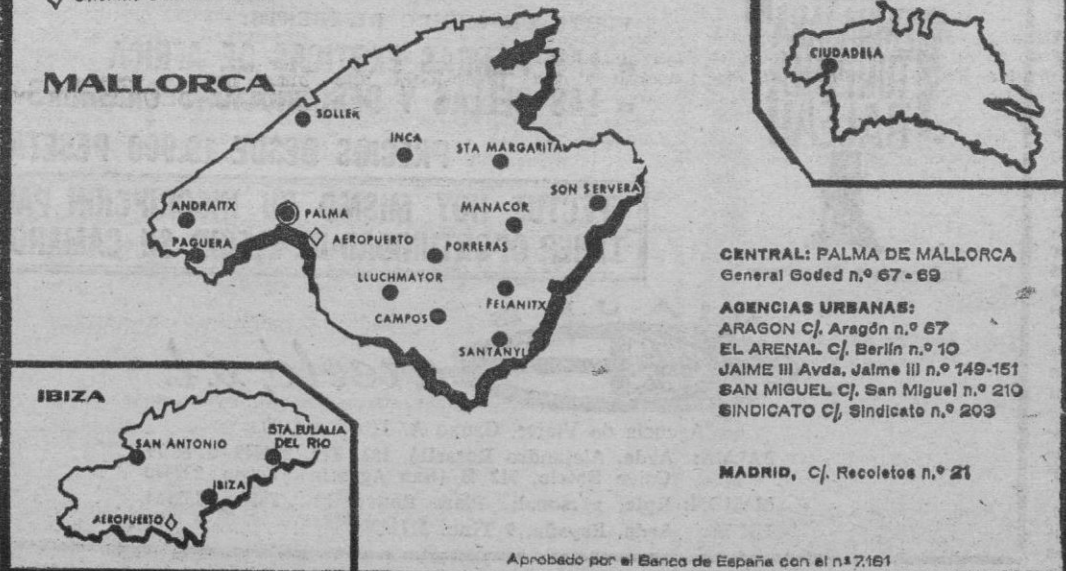 MALLORCA
SOLLER
INCA
STA MARGARITA
SON SERVERA
ANDRAITX
PALMA
MANACOR
PAGUERA
AEROPUERTO
PORRERAS
LLUCHMAYOR
FELANITX
CAMPOS
SANTANYI
CIUDADELA
CENTRAL: PALMA DE MALLORCA
General Goded n.º 67 - 69
AGENCIAS URBANAS:
ARAGON C/. Aragón n.º 67
EL ARENAL C/. Berlín n.º 10
JAIME III Avda. Jaime III n.º 149-151
SAN MIGUEL C/. San Miguel n.º 210
SINDICATO C/. Sindicato n.º 203
MADRID, C/. Recoletos n.º 21
IBIZA
SAN ANTONIO
STA. EULALIA
DEL RIO
IBIZA
AEROPUERTO
Aprobado por el Banco de España con el nº 7.161